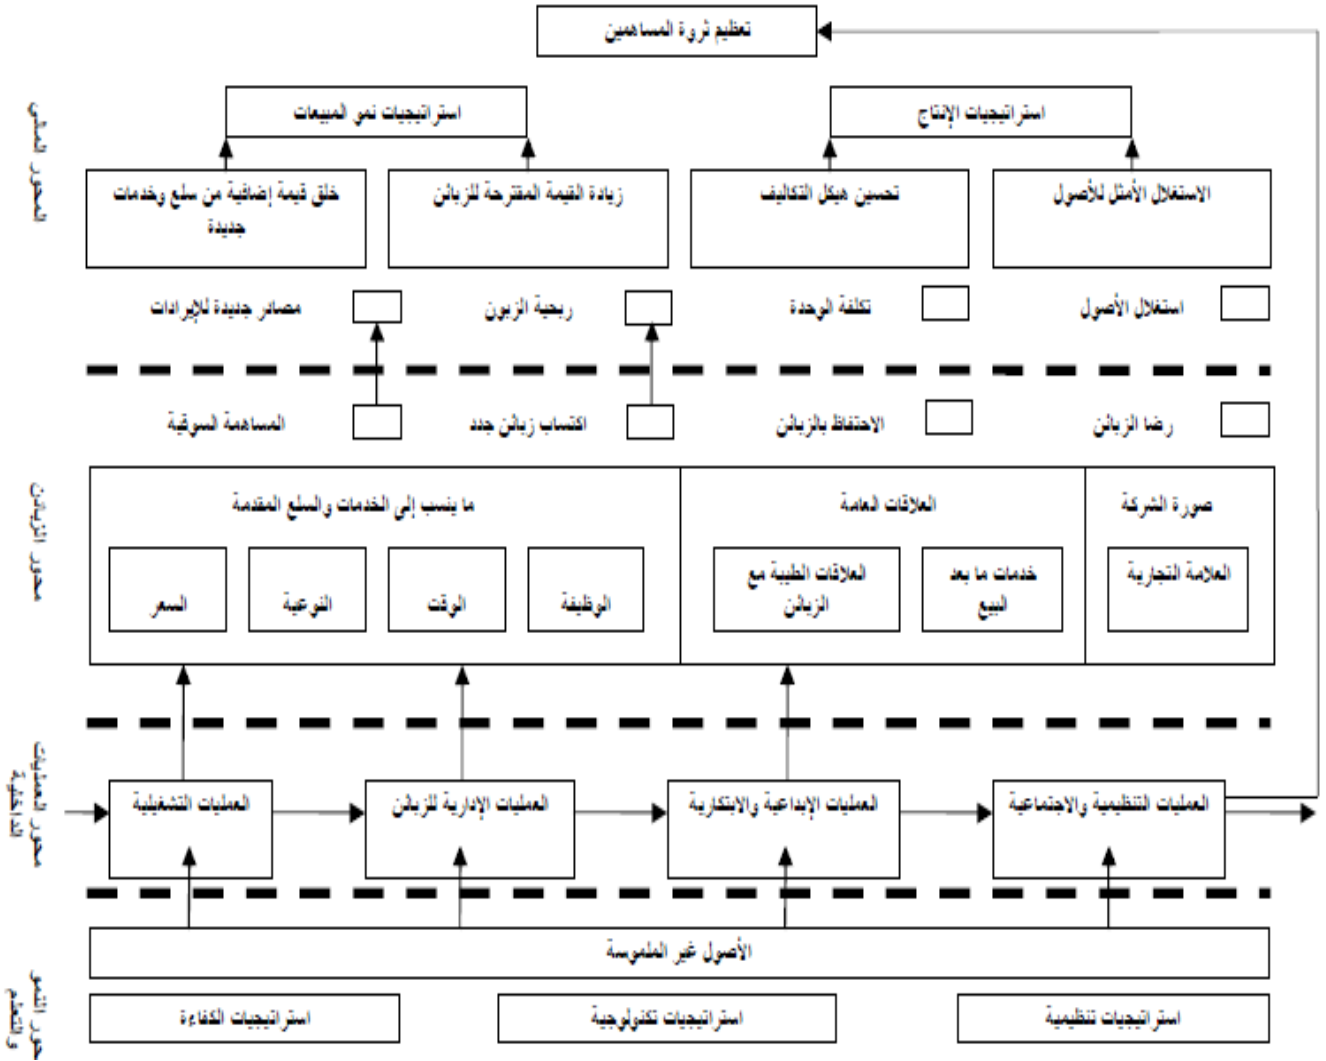 تعظيم ثروة المساهمين
المحور المالي
استراتيجيات الإنتاج
استراتيجيات نمو المبيعات
الاستغلال الأمثل للأصول
تحسين هيكل التكاليف
زيادة القيمة المقترحة للزبائن
خلق قيمة إضافية من سلع وخدمات
جديدة
استغلال الأصول
تكلفة الوحدة
ربحية الزبون
مصادر جديدة للإيرادات
رضا الزبائن
الاحتفاظ بالزبائن
اكتساب زبائن جدد
المساهمة السوقية
محور الزبائن
صورة الشركة
العلاقات العامة
ما ينسب إلى الخدمات والسلع المقدمة
العلامة التجارية
خدمات ما بعد
البيع
العلاقات الطيبة مع
الزبائن
الوظيفة
الوقت
النوعية
السعر
محور العمليات
الداخلية
العمليات التنظيمية والاجتماعية
العمليات الإبداعية والابتكارية
العمليات الإدارية للزبائن
العمليات التشغيلية
حور النمو
والتعلم
الأصول غير الملموسة
استراتيجيات تنظيمية
استراتيجيات تكنولوجية
استراتيجيات الكفاءة